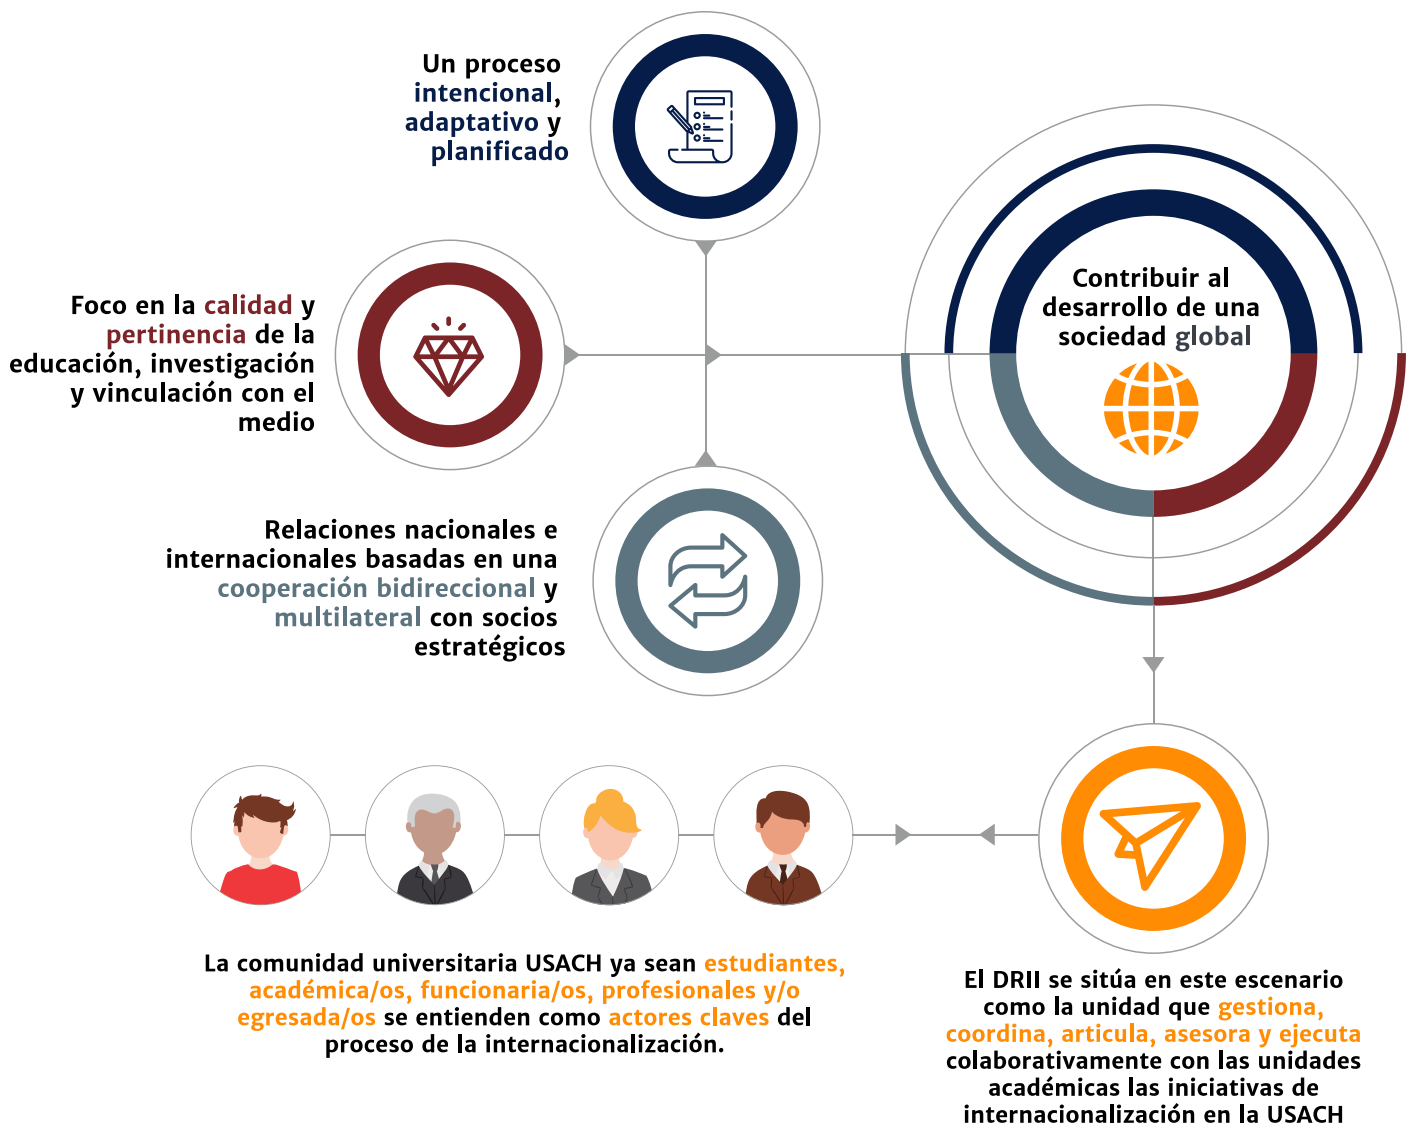 Un proceso
intencional,
adaptativo y
planificado
Foco en la calidad y
pertinencia de la
educación, investigación
y vinculación con el
medio
Relaciones nacionales e
internacionales basadas en una
cooperación bidireccional y
multilateral con socios
estratégicos
Contribuir al
desarrollo de una
sociedad global
La comunidad universitaria USACH ya sean estudiantes,
académica/os, funcionaria/os, profesionales y/o
egresada/os se entienden como actores claves del
proceso de la internacionalización.
El DRII se sitúa en este escenario
como la unidad que gestiona,
coordina, articula, asesora y ejecuta
colaborativamente con las unidades
académicas las iniciativas de
internacionalización en la USACH